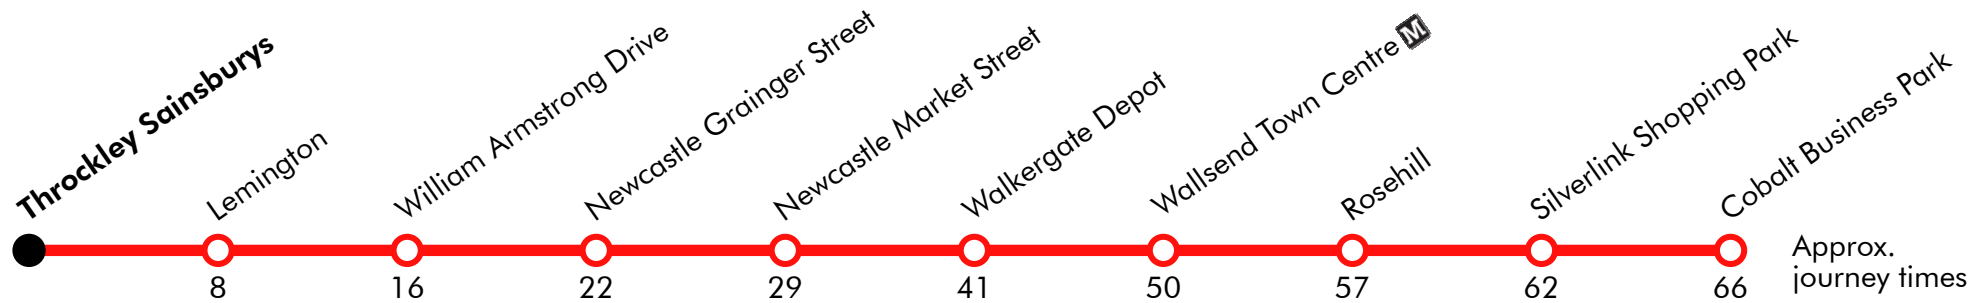 Throckley Sainsburys
Lemington
William Armstrong Drive
Newcastle Grainger Street
Newcastle Market Street
Walkergate Depot
Wallsend Town Centre M
Rosehill
Silverlink Shopping Park
Cobalt Business Park
8 16 22 29 41 50 57 62 66
Approx.
journey times